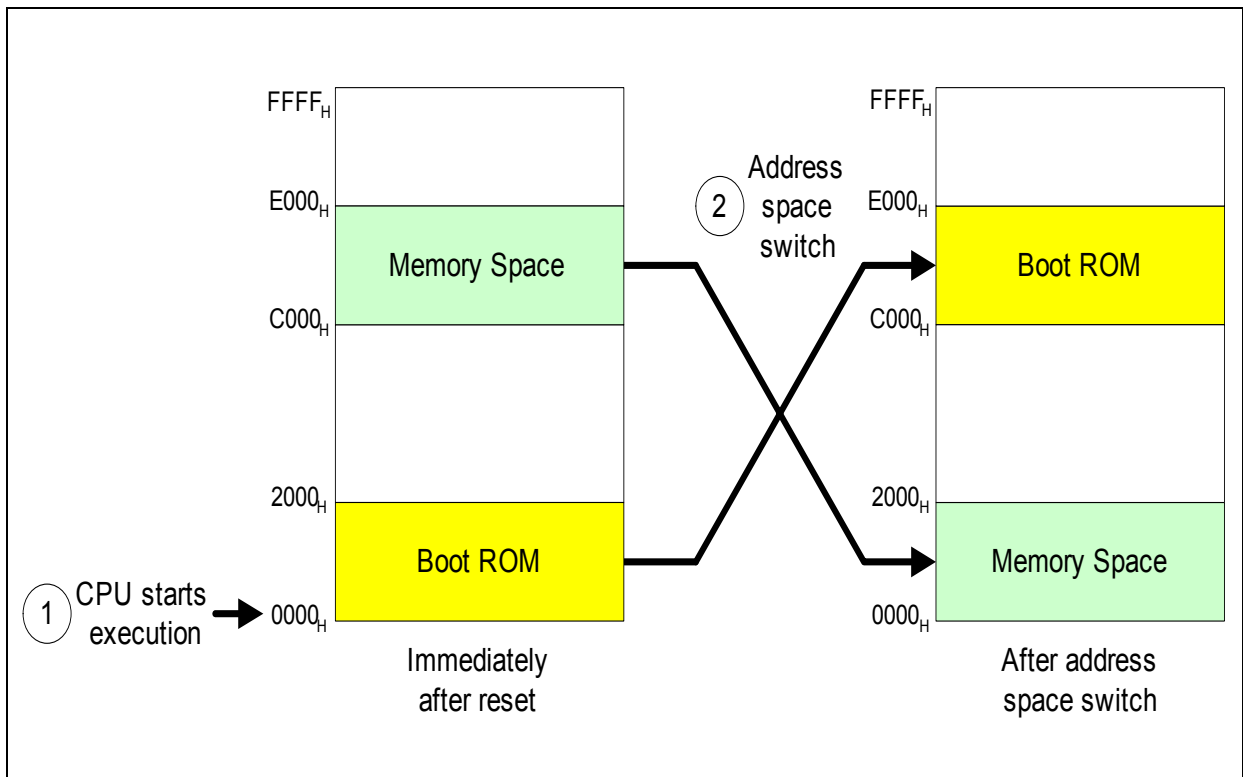 FFFFH
E000H
Memory Space
C000H
2000H
Boot ROM
0000H
1
CPU starts
execution
Immediately
after reset
2
Address
space
switch
FFFFH
E000H
Boot ROM
C000H
2000H
Memory Space
0000H
After address
space switch